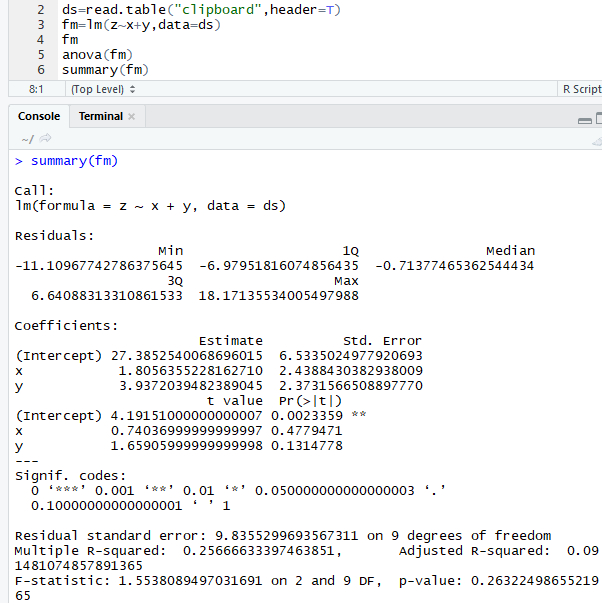 2 ds=read.table("clipboard",header=T)
3 fm=lm(z~x+y,data=ds)
4 fm
5 anova(fm)
6 summary(fm)
8:1 (Top Level) R Script
Console Terminal ×
~/
> summary(fm)
Call:
lm(formula = z ~ x + y, data = ds)
Residuals:
Min 1Q Median
-11.10967742786375645 -6.97951816074856435 -0.71377465362544434
3Q Max
6.64088313310861533 18.17135534005497988
Coefficients:
Estimate Std. Error
(Intercept) 27.3852540068696015 6.5335024977920693
x 1.8056355228162710 2.4388430382938009
y 3.9372039482389045 2.3731566508897770
t value Pr(>|t|)
(Intercept) 4.19151000000000007 0.0023359 **
x 0.74036999999999997 0.4779471
y 1.65905999999999998 0.1314778
---
Signif. codes:
0 ‘***’ 0.001 ‘**’ 0.01 ‘*’ 0.050000000000000003 ‘.’
0.10000000000000001 ‘ ’ 1
Residual standard error: 9.8355299693567311 on 9 degrees of freedom
Multiple R-squared: 0.25666633397463851, Adjusted R-squared: 0.09
1481074857891365
F-statistic: 1.5538089497031691 on 2 and 9 DF, p-value: 0.26322498655219
65